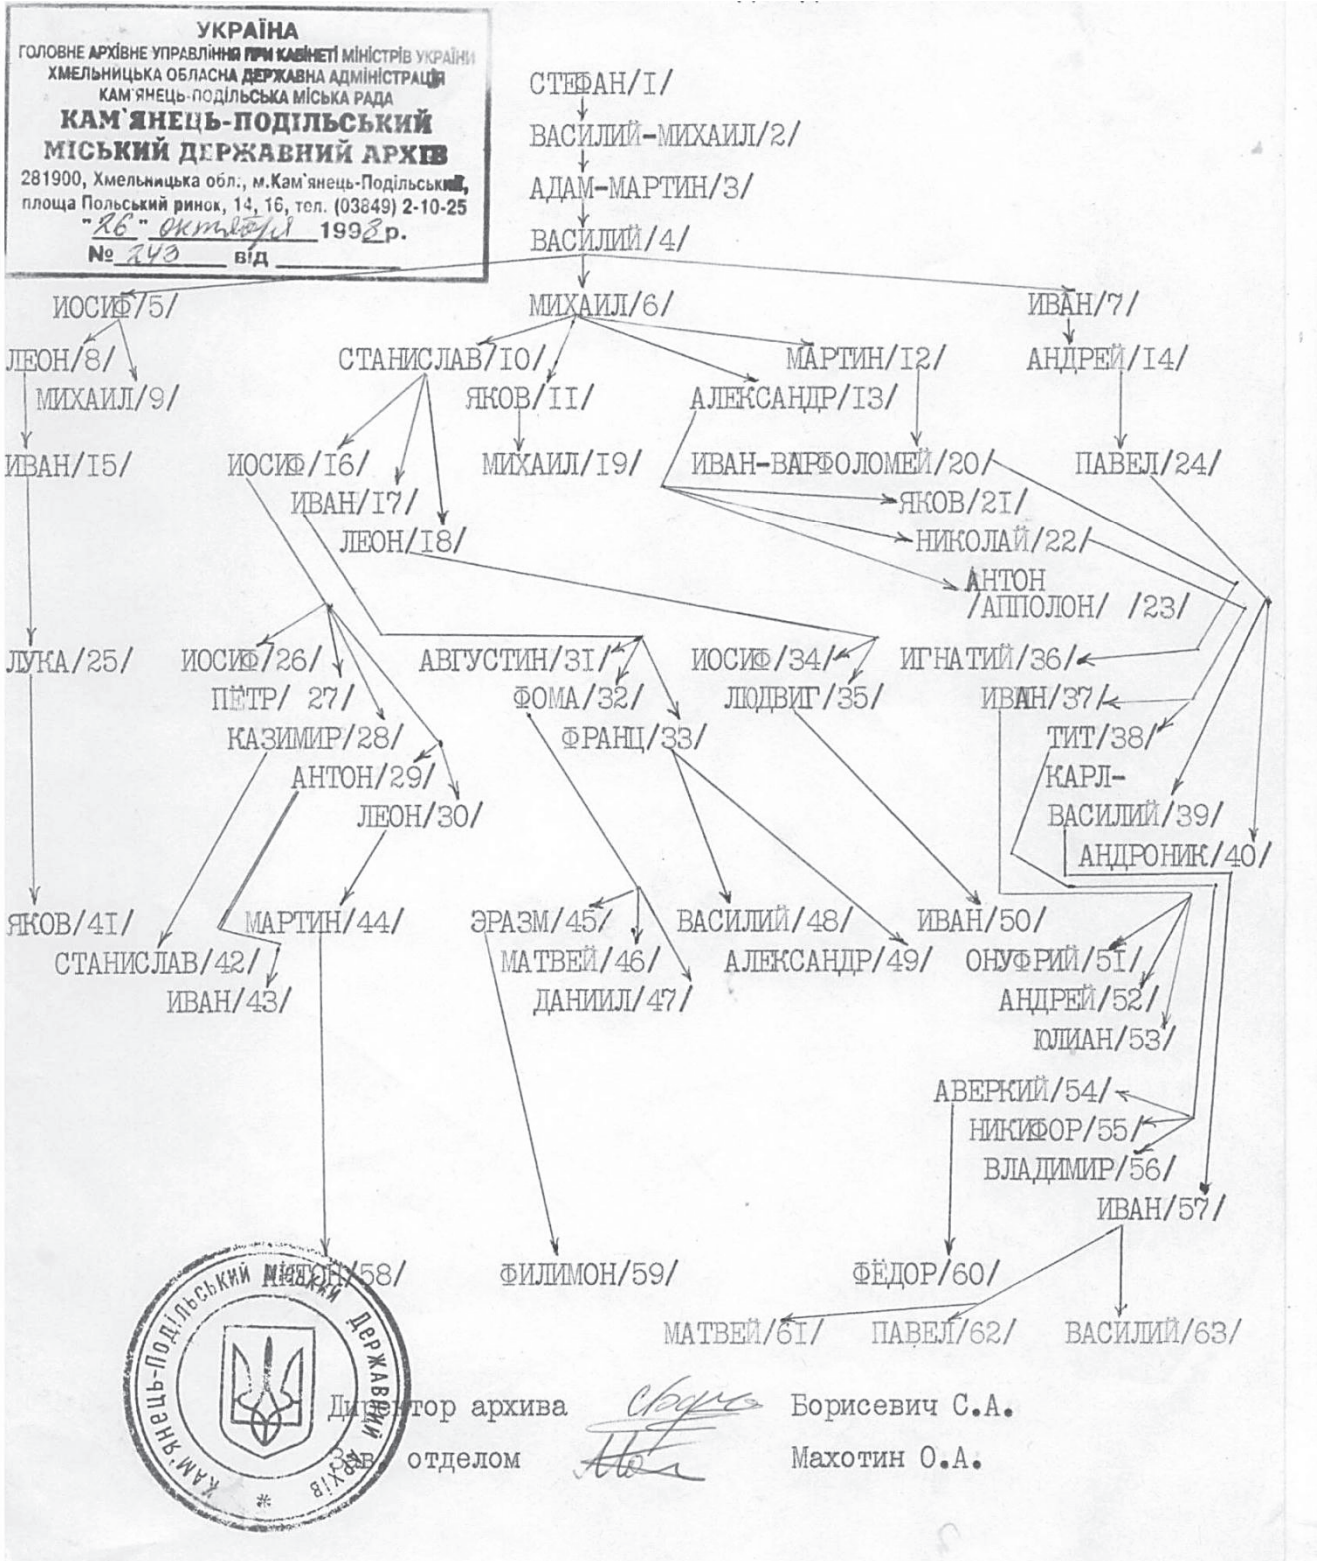 УКРАЇНА
ГОЛОВНЕ АРХІВНЕ УПРАВЛІННЯ ПРИ КАБІНЕТІ МІНІСТРІВ УКРАЇНИ
ХМЕЛЬНИЦЬКА ОБЛАСНА ДЕРЖАВНА АДМІНІСТРАЦІЯ
КАМ'ЯНЕЦЬ-ПОДІЛЬСЬКА МІСЬКА РАДА
КАМ'ЯНЕЦЬ-ПОДІЛЬСЬКИЙ
МІСЬКИЙ ДЕРЖАВНИЙ АРХІВ
281900, Хмельницька обл., м.Кам'янець-Подільський,
площа Польський ринок, 14, 16, тел. (03849) 2-10-25
"26" октября 1998р.
№ 243 від
СТЕФАН/I/
ВАСИЛИЙ-МИХАИЛ/2/
АДАМ-МАРТИН/3/
ВАСИЛИЙ/4/
ИОСИФ/5/ МИХАИЛ/6/ ИВАН/7/
ЛЕОН/8/ СТАНИСЛАВ/I0/ МАРТИН/I2/ АНДРЕЙ/I4/
МИХАИЛ/9/ ЯКОВ/II/ АЛЕКСАНДР/I3/
ИВАН/I5/ ИОСИФ/I6/ МИХАИЛ/I9/ ИВАН-ВАРФОЛОМЕЙ/20/ ПАВЕЛ/24/
ИВАН/I7/ ЯКОВ/2I/
ЛЕОН/I8/ НИКОЛАЙ/22/
АНТОН
/АППОЛОН/ /23/
ЛУКА/25/ ИОСИФ/26/ АВГУСТИН/3I/ ИОСИФ/34/ ИГНАТИЙ/36/
ПЁТР/ 27/ ФОМА/32/ ЛЮДВИГ/35/ ИВАН/37/
КАЗИМИР/28/ ФРАНЦ/33/ ТИТ/38/
АНТОН/29/ КАРЛ-
ЛЕОН/30/ ВАСИЛИЙ/39/
АНДРОНИК/40/
ЯКОВ/4I/ МАРТИН/44/ ЭРАЗМ/45/ ВАСИЛИЙ/48/ ИВАН/50/
СТАНИСЛАВ/42/ МАТВЕЙ/46/ АЛЕКСАНДР/49/ ОНУФРИЙ/5I/
ИВАН/43/ ДАНИИЛ/47/ АНДРЕЙ/52/
ЮЛИАН/53/
АВЕРКИЙ/54/
НИКИФОР/55/
ВЛАДИМИР/56/
ИВАН/57/
АНТОН/58/ ФИЛИМОН/59/ ФЁДОР/60/
МАТВЕЙ/6I/ ПАВЕЛ/62/ ВАСИЛИЙ/63/
Директор архива Борисевич С.А.
Зав. отделом Махотин О.А.
КАМ'ЯНЕЦЬ-ПОДІЛЬСЬКИЙ МІСЬКИЙ ДЕРЖАВНИЙ АРХІВ *